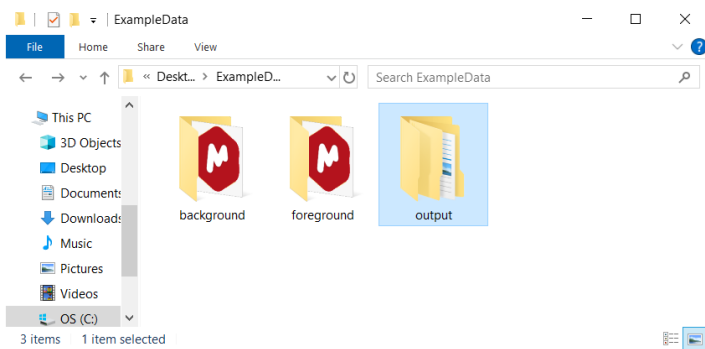 ExampleData
File Home Share View
?
« Deskt... > ExampleD... Search ExampleData
This PC
3D Objects
Desktop
Documents
Downloads
Music
Pictures
Videos
OS (C:)
background foreground output
3 items 1 item selected